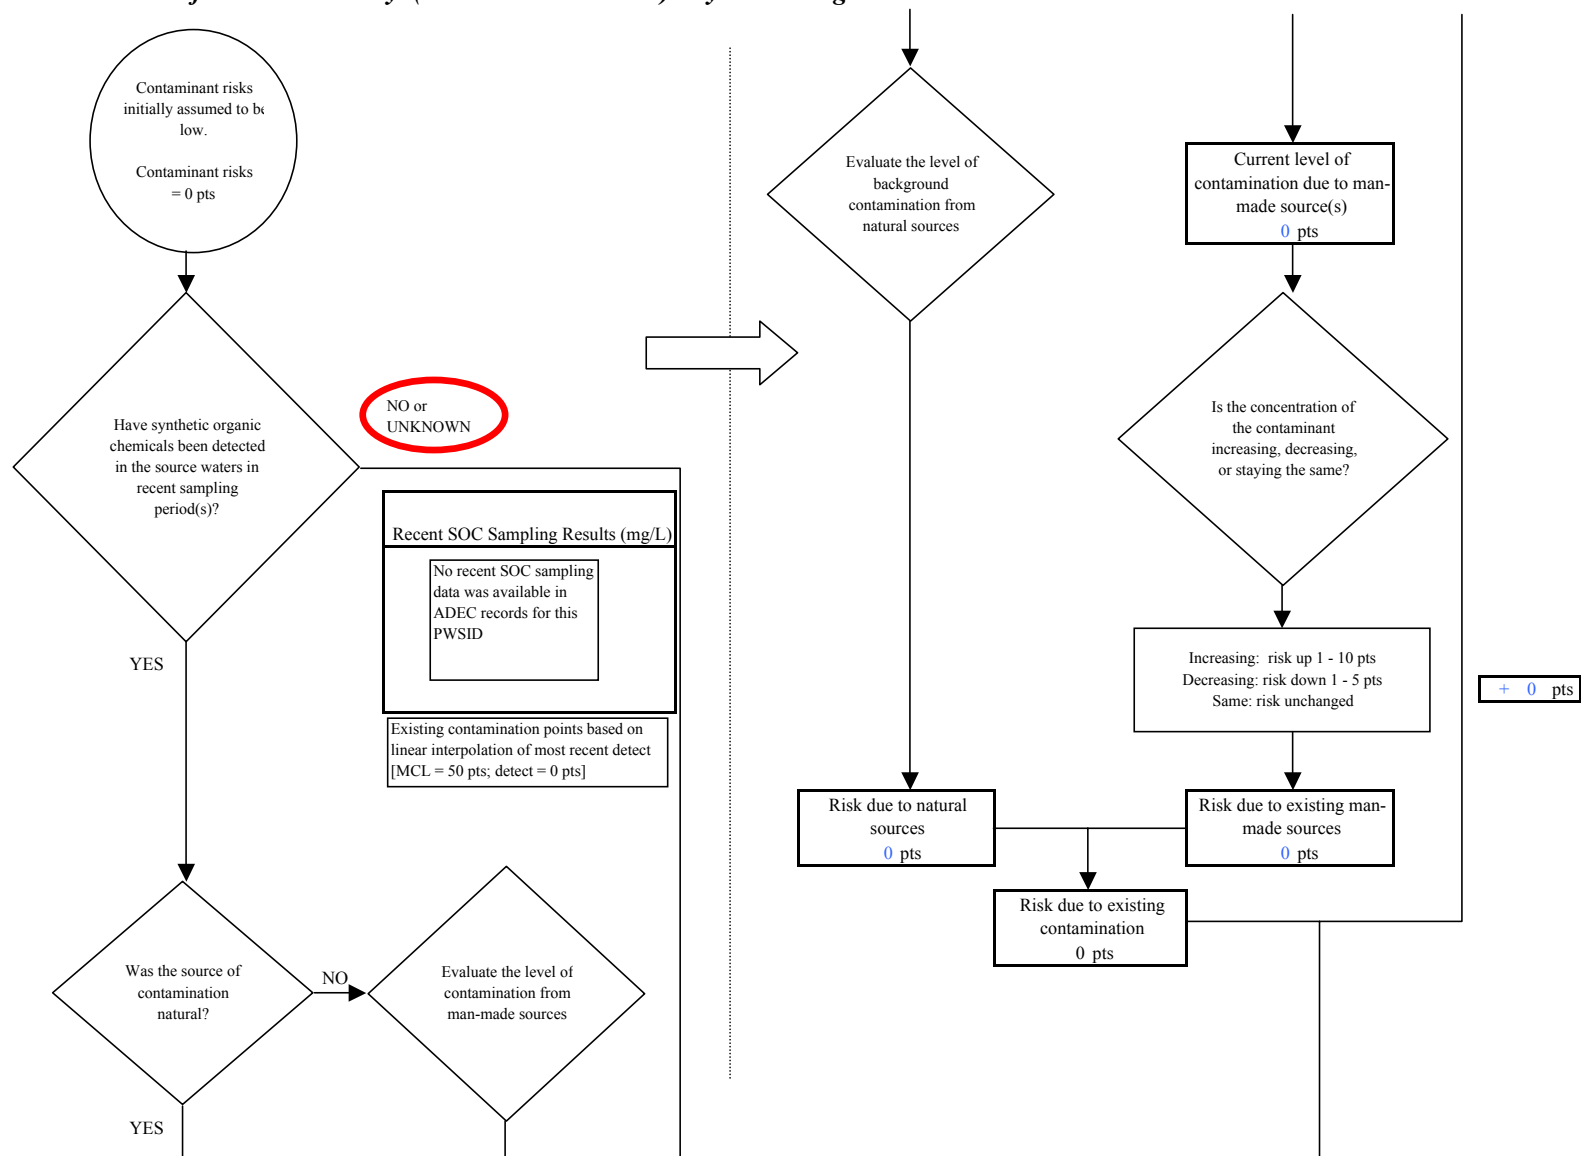 Contaminant risks
initially assumed to be
low.
Contaminant risks
= 0 pts
Have synthetic organic
chemicals been detected
in the source waters in
recent sampling
period(s)?
NO or
UNKNOWN
Recent SOC Sampling Results (mg/L)
No recent SOC sampling
data was available in
ADEC records for this
PWSID
YES
Existing contamination points based on
linear interpolation of most recent detect
[MCL = 50 pts; detect = 0 pts]
Was the source of
contamination
natural?
NO
Evaluate the level of
contamination from
man-made sources
YES
Evaluate the level of
background
contamination from
natural sources
Current level of
contamination due to man-
made source(s)
0 pts
Is the concentration of
the contaminant
increasing, decreasing,
or staying the same?
Increasing: risk up 1 - 10 pts
Decreasing: risk down 1 - 5 pts
Same: risk unchanged
+ 0 pts
Risk due to natural
sources
0 pts
Risk due to existing man-
made sources
0 pts
Risk due to existing
contamination
0 pts